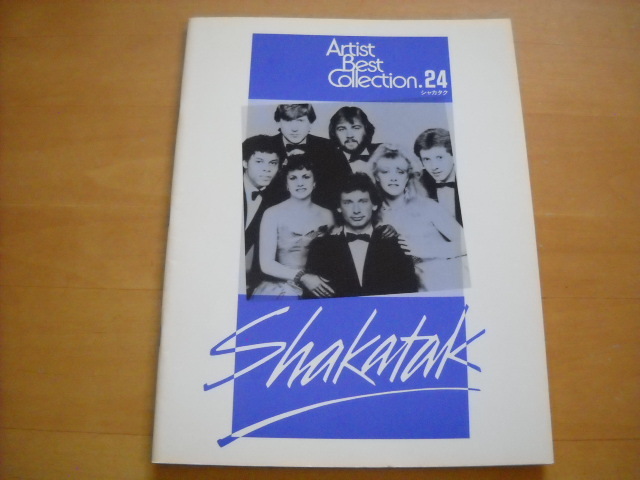 Artist
Best
Collection.24
シャカタク
Shakatak